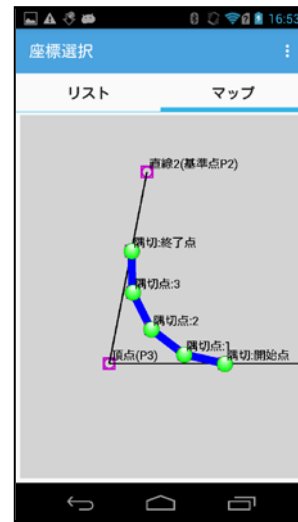 16:53
座標選択
リスト マップ
直線2(基準点P2)
隅切:終了点
隅切点:3
隅切点:2
隅切点:1
頂点(P3)
隅切:開始点